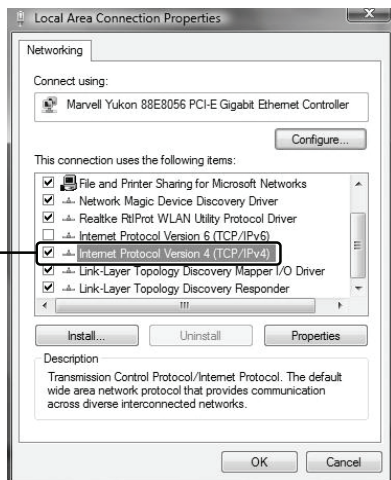 Local Area Connection Properties
Networking
Connect using:
Marvell Yukon 88E8056 PCI-E Gigabit Ethernet Controller
Configure...
This connection uses the following items:
File and Printer Sharing for Microsoft Networks
Network Magic Device Discovery Driver
Realtke RtlProt WLAN Utility Protocol Driver
Internet Protocol Version 6 (TCP/IPv6)
Internet Protocol Version 4 (TCP/IPv4)
Link-Layer Topology Discovery Mapper I/O Driver
Link-Layer Topology Discovery Responder
Install...
Uninstall
Properties
Description
Transmission Control Protocol/Internet Protocol. The default
wide area network protocol that provides communication
across diverse interconnected networks.
OK
Cancel